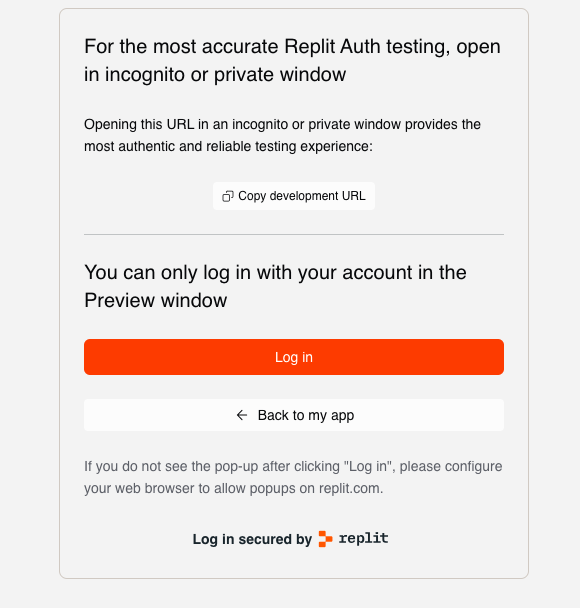 For the most accurate Replit Auth testing, open
in incognito or private window
Opening this URL in an incognito or private window provides the
most authentic and reliable testing experience:
Copy development URL
You can only log in with your account in the
Preview window
Log in
Back to my app
If you do not see the pop-up after clicking "Log in", please configure
your web browser to allow popups on replit.com.
Log in secured by replit